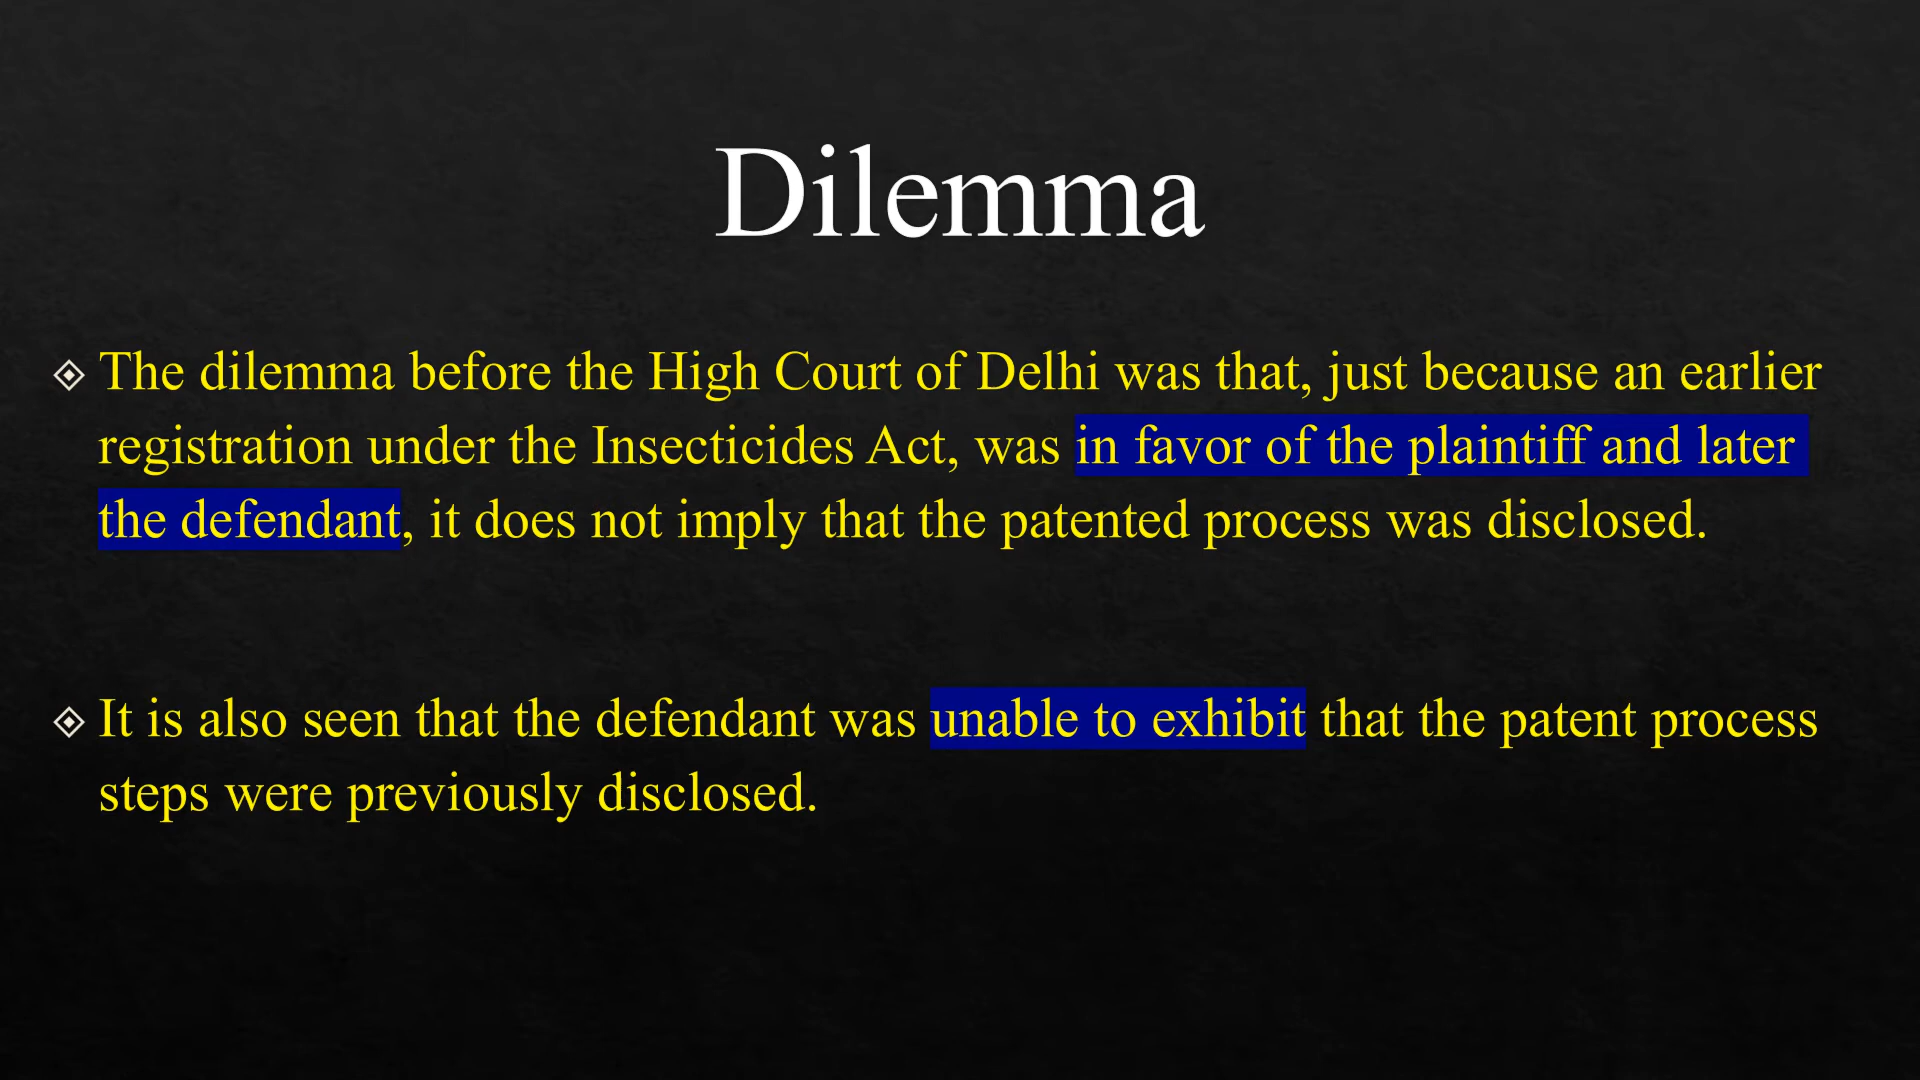 Dilemma
The dilemma before the High Court of Delhi was that, just because an earlier
registration under the Insecticides Act, was in favor of the plaintiff and later
the defendant, it does not imply that the patented process was disclosed.
It is also seen that the defendant was unable to exhibit that the patent process
steps were previously disclosed.